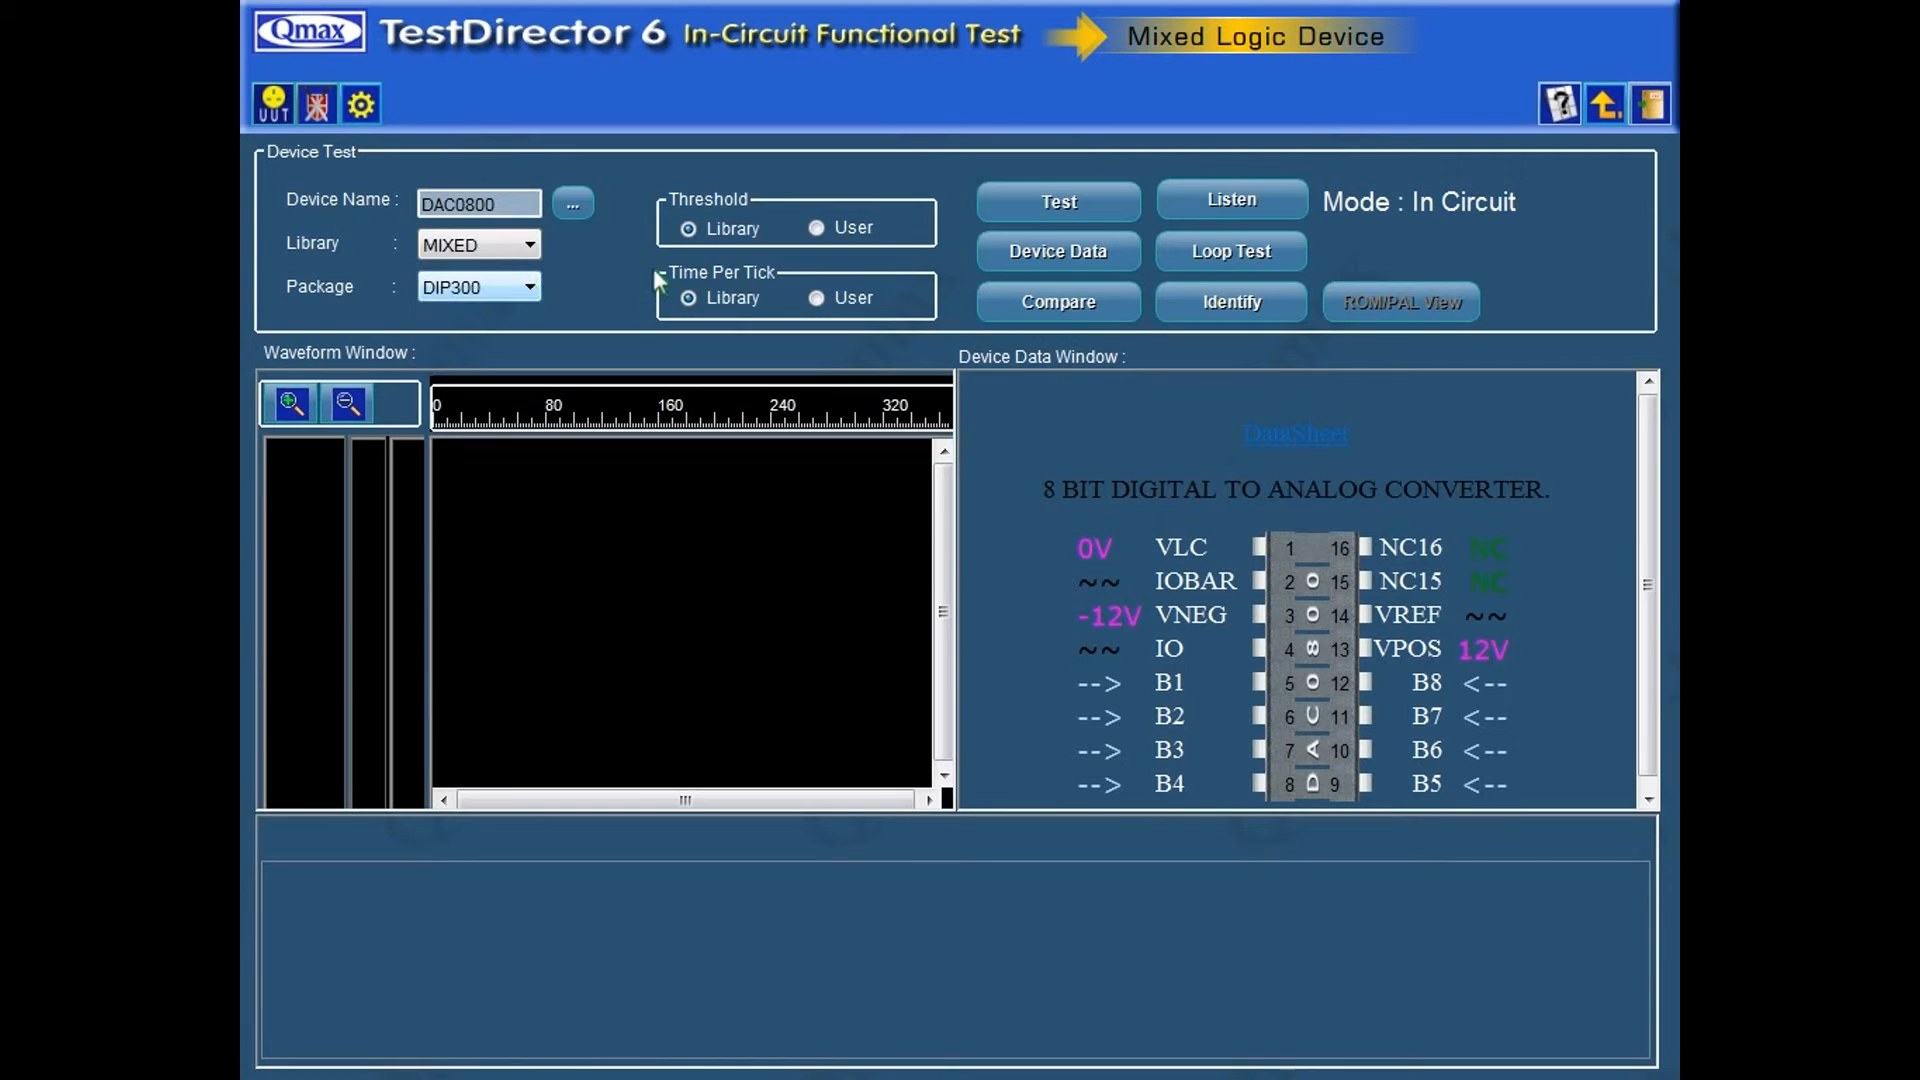 Qmax TestDirector 6 In-Circuit Functional Test Mixed Logic Device
UUT
Device Test
Device Name : DAC0800 ...
Library : MIXED
Package : DIP300
Threshold
Library User
Time Per Tick
Library User
Test Listen Mode : In Circuit
Device Data Loop Test
Compare Identify ROM/PAL View
Waveform Window :
0 80 160 240 320
Device Data Window :
DataSheet
8 BIT DIGITAL TO ANALOG CONVERTER.
0V VLC 1 16 NC16 NC
~~ IOBAR 2 15 NC15 NC
-12V VNEG 3 14 VREF ~~
~~ IO 4 13 VPOS 12V
--> B1 5 12 B8 <--
--> B2 6 11 B7 <--
--> B3 7 10 B6 <--
--> B4 8 9 B5 <--
DAC0800